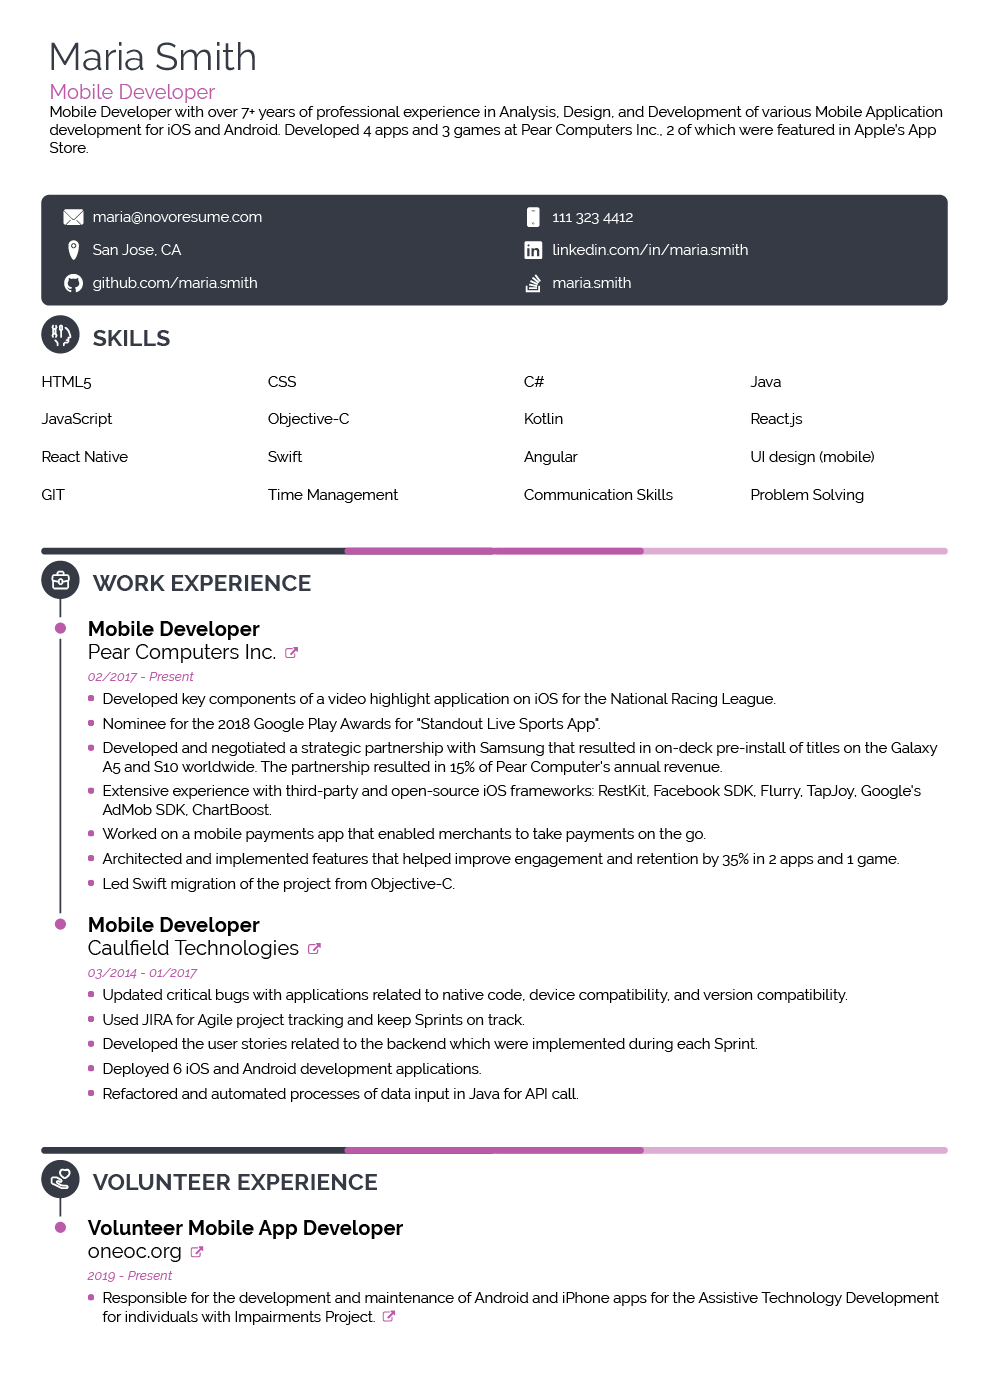 Maria Smith
Mobile Developer
Mobile Developer with over 7+ years of professional experience in Analysis, Design, and Development of various Mobile Application
development for iOS and Android. Developed 4 apps and 3 games at Pear Computers Inc., 2 of which were featured in Apple's App
Store.
maria@novoresume.com
111 323 4412
San Jose, CA
linkedin.com/in/maria.smith
github.com/maria.smith
maria.smith
SKILLS
HTML5 CSS C# Java
JavaScript Objective-C Kotlin React.js
React Native Swift Angular UI design (mobile)
GIT Time Management Communication Skills Problem Solving
WORK EXPERIENCE
Mobile Developer
Pear Computers Inc.
02/2017 - Present
Developed key components of a video highlight application on iOS for the National Racing League.
Nominee for the 2018 Google Play Awards for "Standout Live Sports App".
Developed and negotiated a strategic partnership with Samsung that resulted in on-deck pre-install of titles on the Galaxy
A5 and S10 worldwide. The partnership resulted in 15% of Pear Computer's annual revenue.
Extensive experience with third-party and open-source iOS frameworks: RestKit, Facebook SDK, Flurry, TapJoy, Google's
AdMob SDK, ChartBoost.
Worked on a mobile payments app that enabled merchants to take payments on the go.
Architected and implemented features that helped improve engagement and retention by 35% in 2 apps and 1 game.
Led Swift migration of the project from Objective-C.
Mobile Developer
Caulfield Technologies
03/2014 - 01/2017
Updated critical bugs with applications related to native code, device compatibility, and version compatibility.
Used JIRA for Agile project tracking and keep Sprints on track.
Developed the user stories related to the backend which were implemented during each Sprint.
Deployed 6 iOS and Android development applications.
Refactored and automated processes of data input in Java for API call.
VOLUNTEER EXPERIENCE
Volunteer Mobile App Developer
oneoc.org
2019 - Present
Responsible for the development and maintenance of Android and iPhone apps for the Assistive Technology Development
for individuals with Impairments Project.